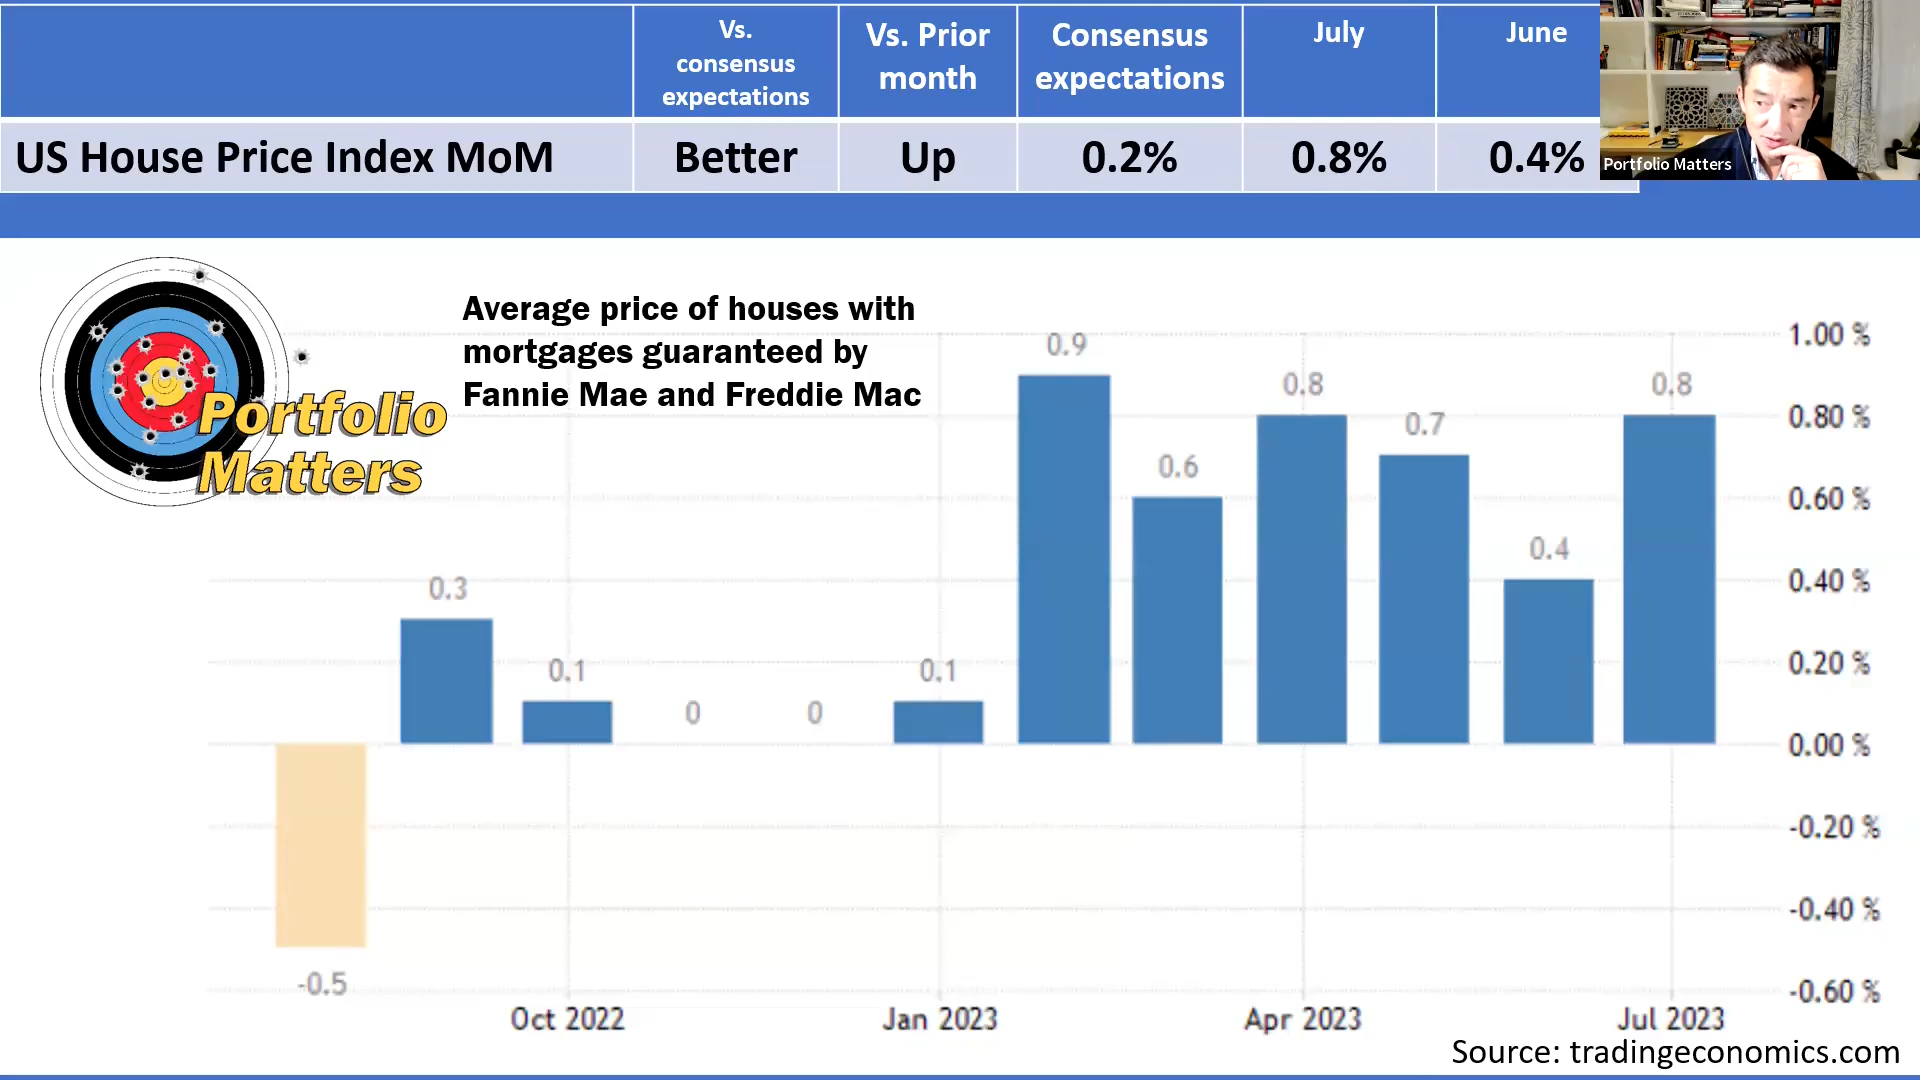 Vs.
consensus
expectations
Vs. Prior
month
Consensus
expectations
July
June
US House Price Index MoM
Better
Up
0.2%
0.8%
0.4%
Portfolio Matters
Average price of houses with
mortgages guaranteed by
Fannie Mae and Freddie Mac
Portfolio
Matters
-0.5
0.3
0.1
0
0
0.1
0.9
0.6
0.8
0.7
0.4
0.8
1.00 %
0.80 %
0.60 %
0.40 %
0.20 %
0.00 %
-0.20 %
-0.40 %
-0.60 %
Oct 2022
Jan 2023
Apr 2023
Jul 2023
Source: tradingeconomics.com